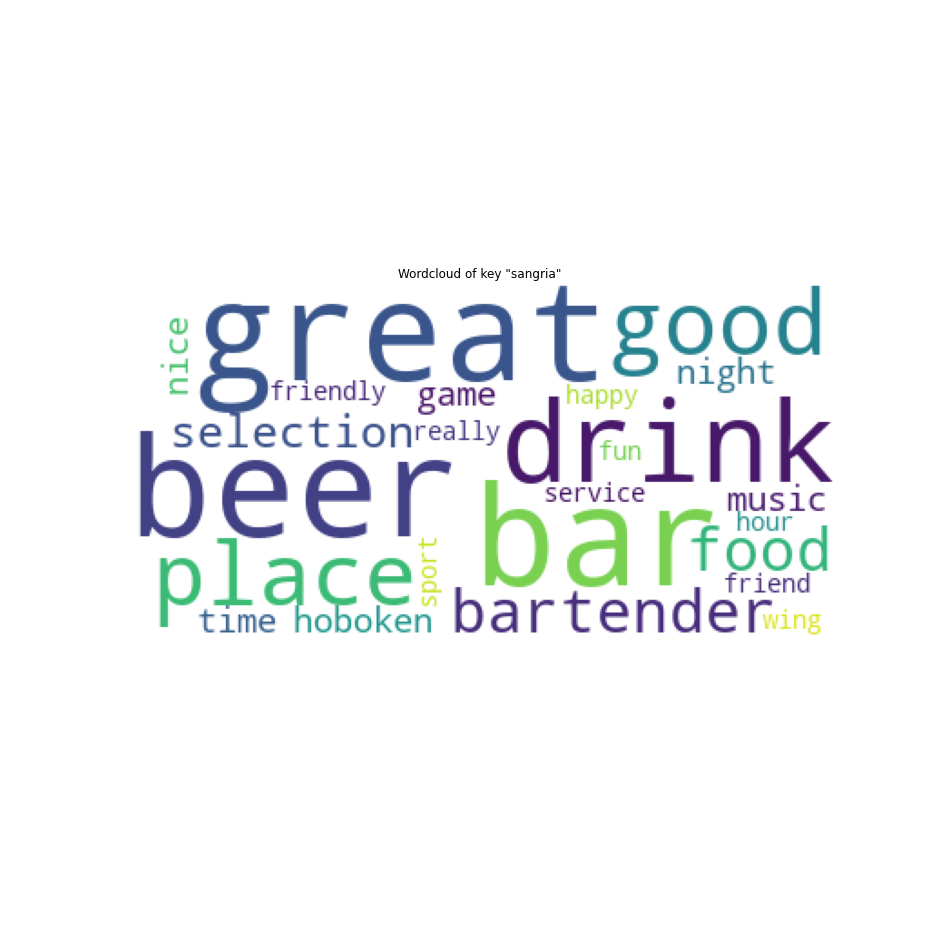 Wordcloud of key "sangria"
great
good
nice
night
friendly
game
happy
drink
selection
really
beer
fun
service
music
bar
hour
food
place
sport
friend
bartender
time
hoboken
wing